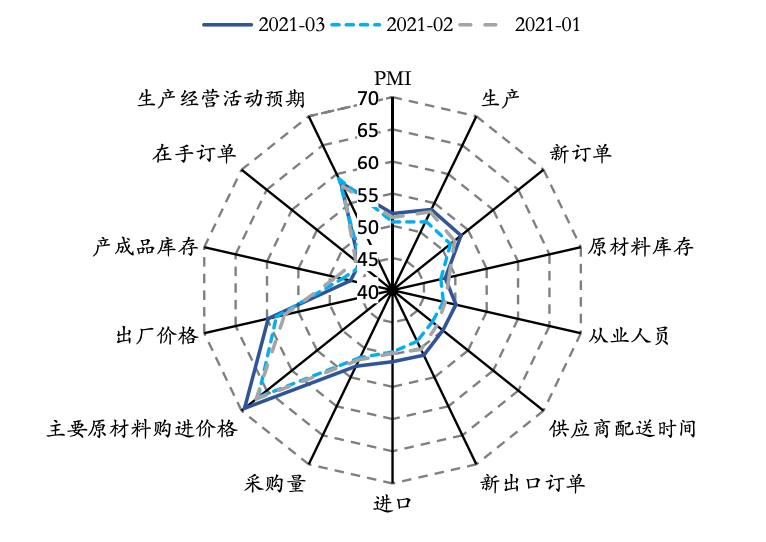 2021-03 2021-02 2021-01
PMI
生产经营活动预期
70
生产
65
在手订单
新订单
60
55
产成品库存
原材料库存
50
45
40
出厂价格
从业人员
主要原材料购进价格
供应商配送时间
采购量
新出口订单
进口